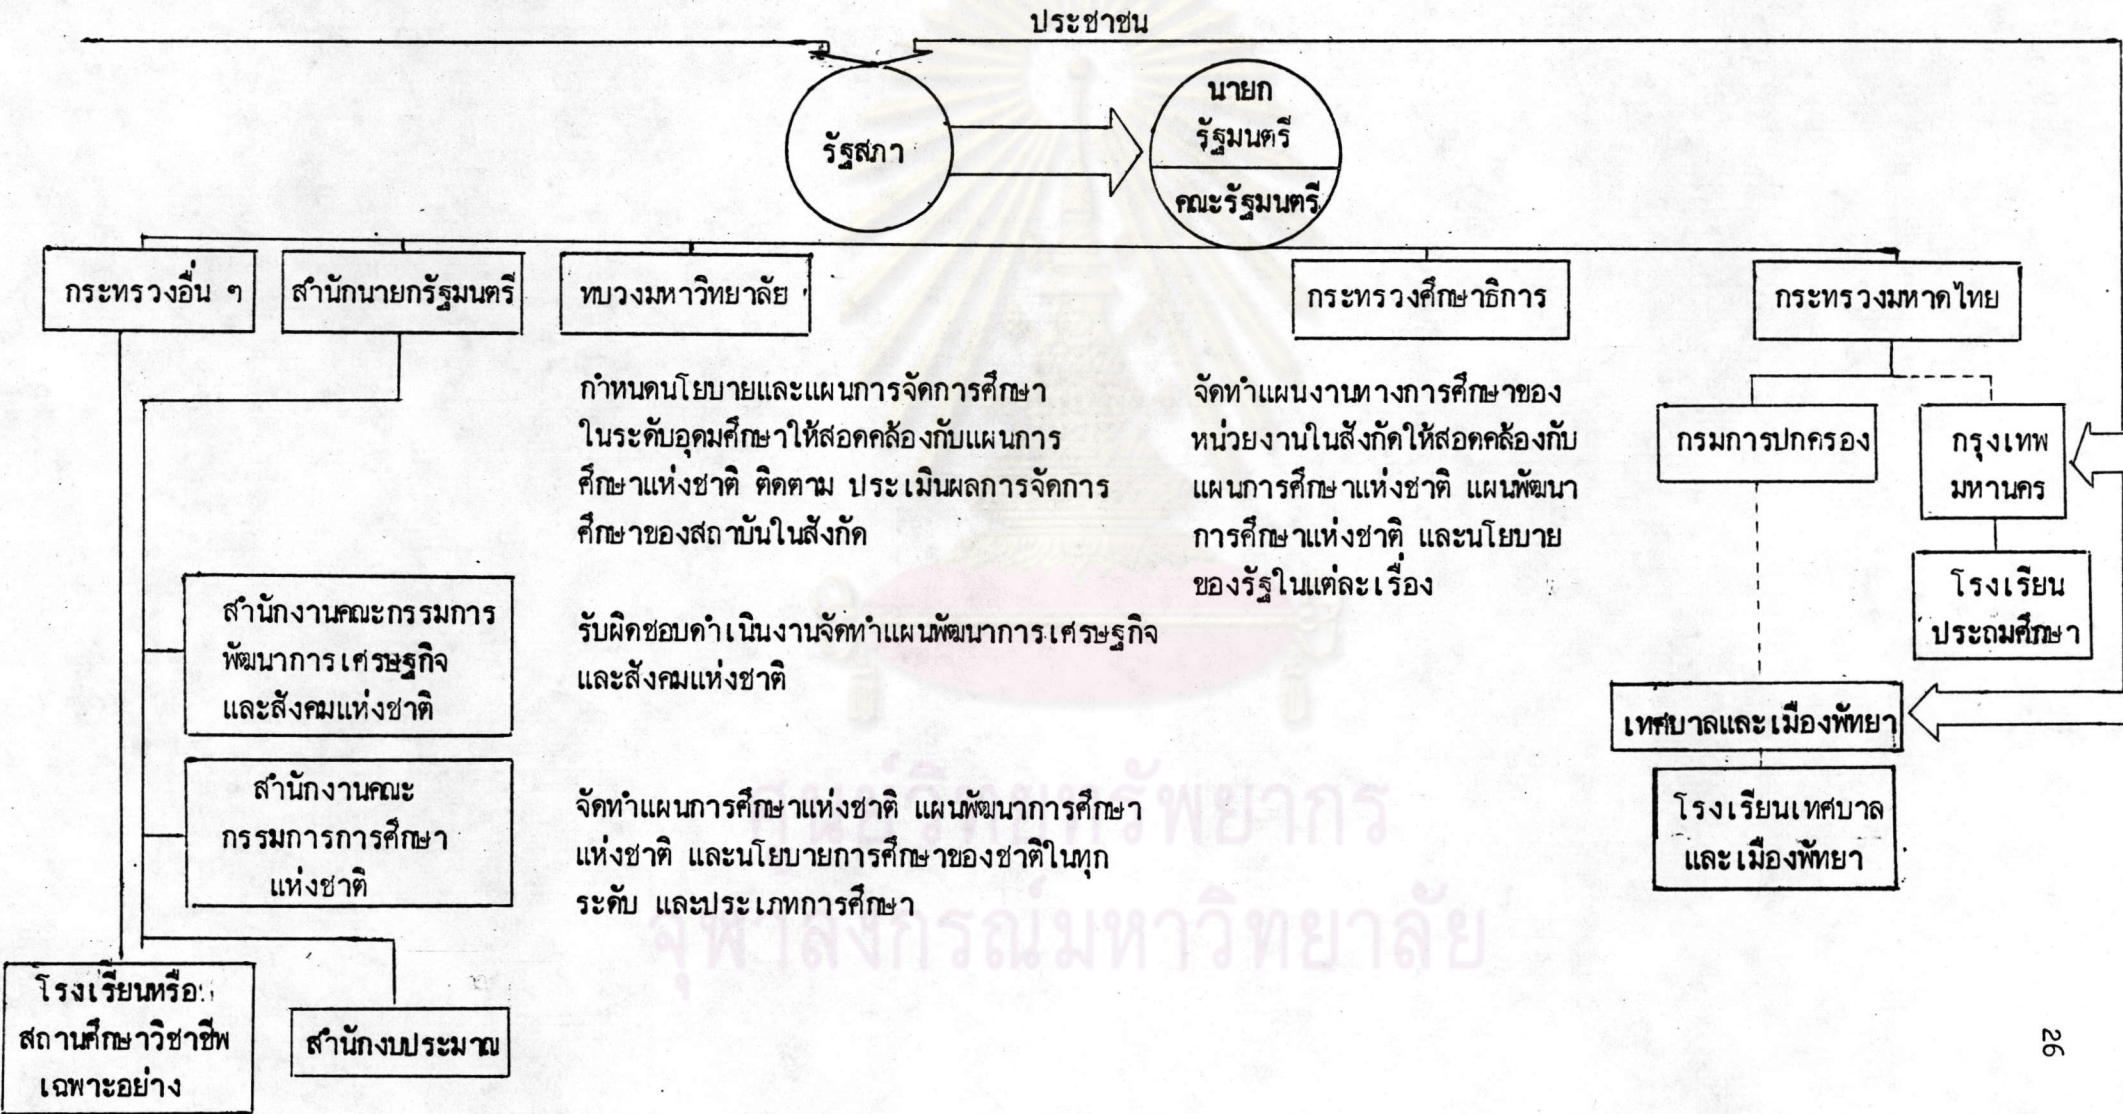 ประชาชน
รัฐสภา
นายก
รัฐมนตรี
คณะรัฐมนตรี
กระทรวงอื่น ๆ
สำนักนายกรัฐมนตรี
ทบวงมหาวิทยาลัย
กระทรวงศึกษาธิการ
กระทรวงมหาดไทย
กำหนดนโยบายและแผนการจัดการศึกษา
ในระดับอุดมศึกษาให้สอดคล้องกับแผนการ
ศึกษาแห่งชาติ ติดตาม ประเมินผลการจัดการ
ศึกษาของสถาบันในสังกัด
จัดทำแผนงานทางการศึกษาของ
หน่วยงานในสังกัดให้สอดคล้องกับ
แผนการศึกษาแห่งชาติ แผนพัฒนา
การศึกษาแห่งชาติ และนโยบาย
ของรัฐในแต่ละเรื่อง
กรมการปกครอง
กรุงเทพ
มหานคร
โรงเรียน
ประถมศึกษา
สำนักงานคณะกรรมการ
พัฒนาการเศรษฐกิจ
และสังคมแห่งชาติ
รับผิดชอบดำเนินงานจัดทำแผนพัฒนาการเศรษฐกิจ
และสังคมแห่งชาติ
เทศบาลและเมืองพัทยา
โรงเรียนเทศบาล
และเมืองพัทยา
สำนักงานคณะ
กรรมการการศึกษา
แห่งชาติ
จัดทำแผนการศึกษาแห่งชาติ แผนพัฒนาการศึกษา
แห่งชาติ และนโยบายการศึกษาของชาติในทุก
ระดับ และประเภทการศึกษา
ศูนย์วิทยทรัพยากร
จุฬาลงกรณ์มหาวิทยาลัย
โรงเรียนหรือ
สถานศึกษาวิชาชีพ
เฉพาะอย่าง
สำนักงบประมาณ
26